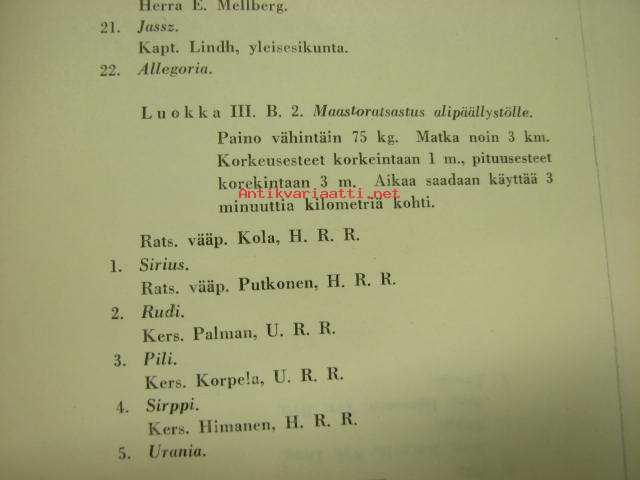 Herra E. Mellberg.
21. Jassz.
Kapt. Lindh, yleisesikunta.
22. Allegoria.
Luokka III. B. 2. Maastoratsastus alipäällystölle.
Paino vähintäin 75 kg. Matka noin 3 km.
Korkeusesteet korkeintaan 1 m., pituusesteet
korekintaan 3 m. Aikaa saadaan käyttää 3
Antikvariaatti.net
minuuttia kilometriä kohti.
Rats. vääp. Kola, H. R. R.
1. Sirius.
Rats. vääp. Putkonen, H. R. R.
2. Rudi.
Kers. Palman, U. R. R.
3. Pili.
Kers. Korpela, U. R. R.
4. Sirppi.
Kers. Himanen, H. R. R.
5. Urania.